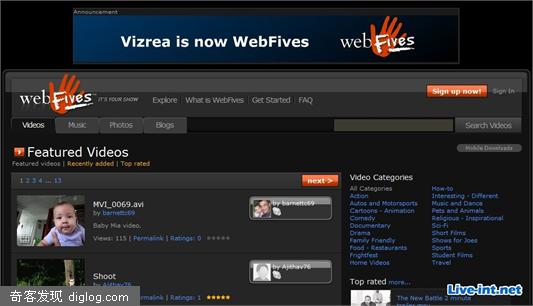 Announcement
Vizrea is now WebFives
webFives
webFives IT'S YOUR SHOW
Explore | What is WebFives | Get Started | FAQ
Sign up now! Sign In
Videos Music Photos Blogs
Search Videos
Featured Videos
Mobile Downloads
Featured videos | Recently added | Top rated
1 2 3 4 ... 13
next >
MVI_0069.avi
by barnettc69
Baby Mia video,
Views: 115 | Permalink | Ratings: 0
by barnettc69
Shoot
by Ajithav76
| Permalink | Ratings: 1
by Ajithav76
Video Categories
All Categories
Action
Autos and Motorsports
Cartoons - Animation
Comedy
Documentary
Drama
Family Friendly
Food - Restaurants
Frightfest
Home Videos
How-to
Interesting - Different
Music and Dance
Pets and Animals
Religious - Inspirational
Sci-Fi
Short Films
Shows for Joes
Sports
Student Films
Travel
Top rated more...
The New Battle 2
奇客发现 diglog.com
Live-Int.net